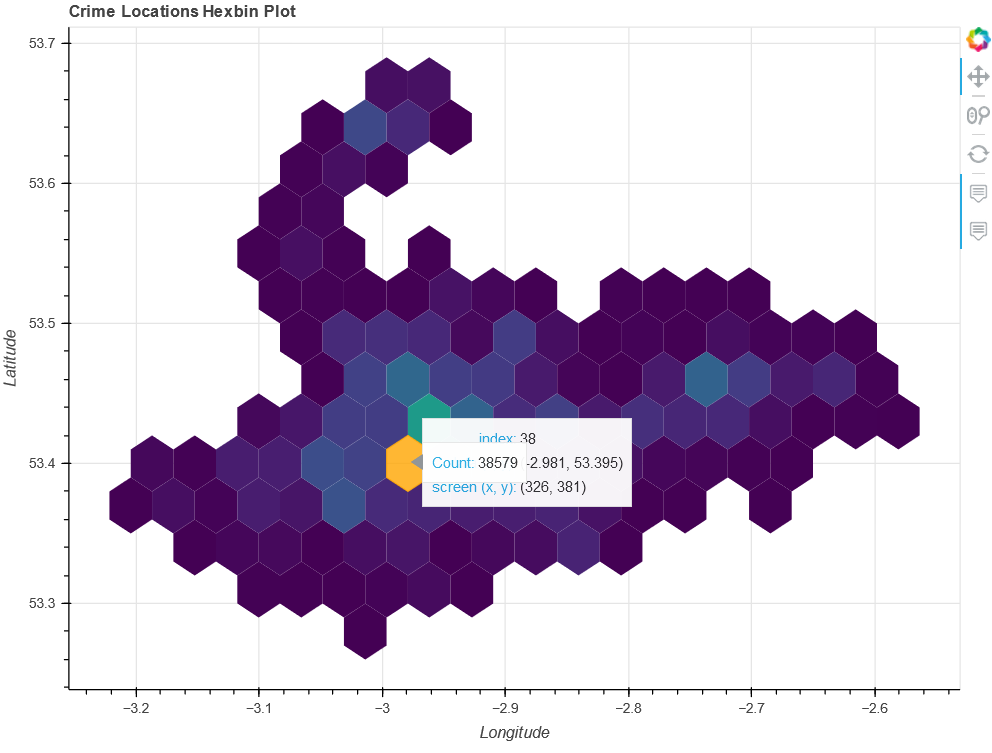 Crime Locations Hexbin Plot
53.7
53.6
53.5
53.4
53.3
Latitude
index: 38
Count: 38579 -2.981, 53.395)
screen (x, y): (326, 381)
−3.2 −3.1 −3 −2.9 −2.8 −2.7 −2.6
Longitude